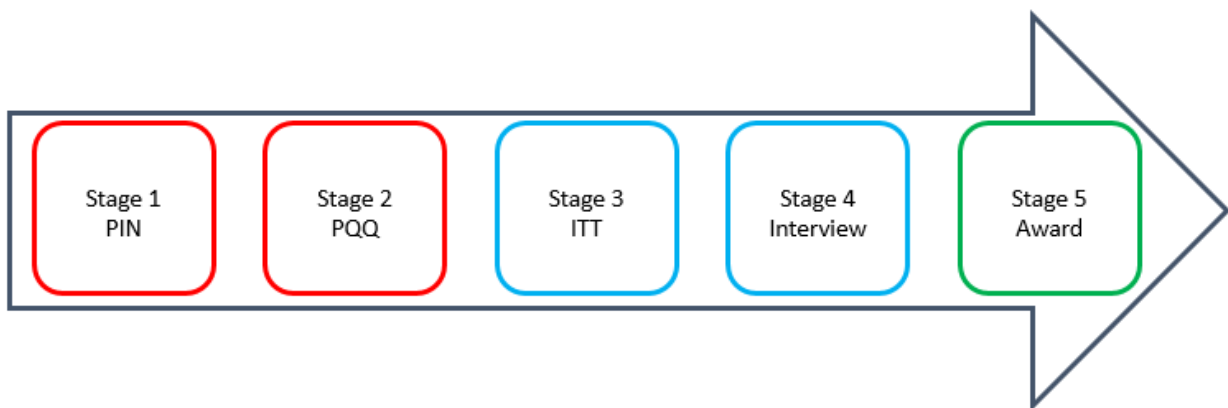 Stage 1
PIN
Stage 2
PQQ
Stage 3
ITT
Stage 4
Interview
Stage 5
Award